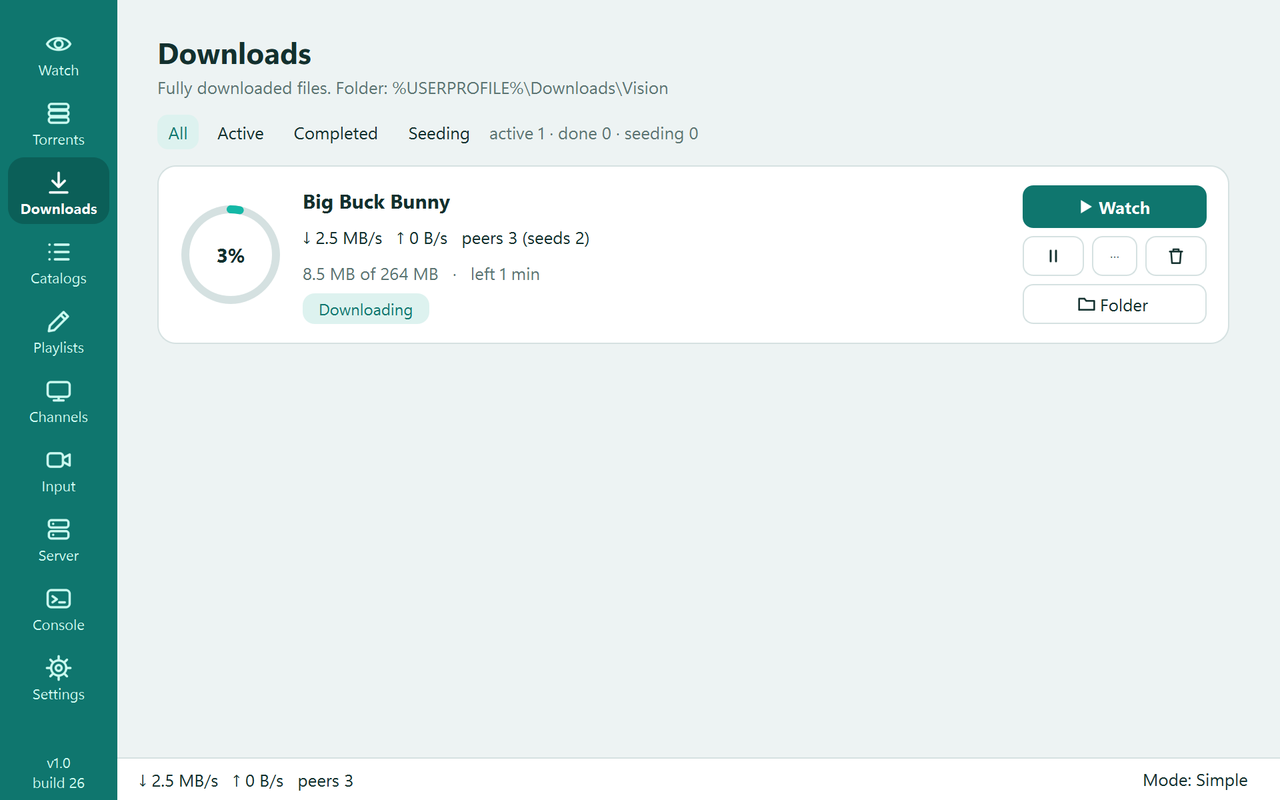 Watch
Torrents
Downloads
Catalogs
Playlists
Channels
Input
Server
Console
Settings
v1.0
build 26
Downloads
Fully downloaded files. Folder: %USERPROFILE%\Downloads\Vision
All Active Completed Seeding active 1 · done 0 · seeding 0
3%
Big Buck Bunny
↓ 2.5 MB/s ↑ 0 B/s peers 3 (seeds 2)
8.5 MB of 264 MB · left 1 min
Downloading
Watch
...
Folder
↓ 2.5 MB/s ↑ 0 B/s peers 3
Mode: Simple